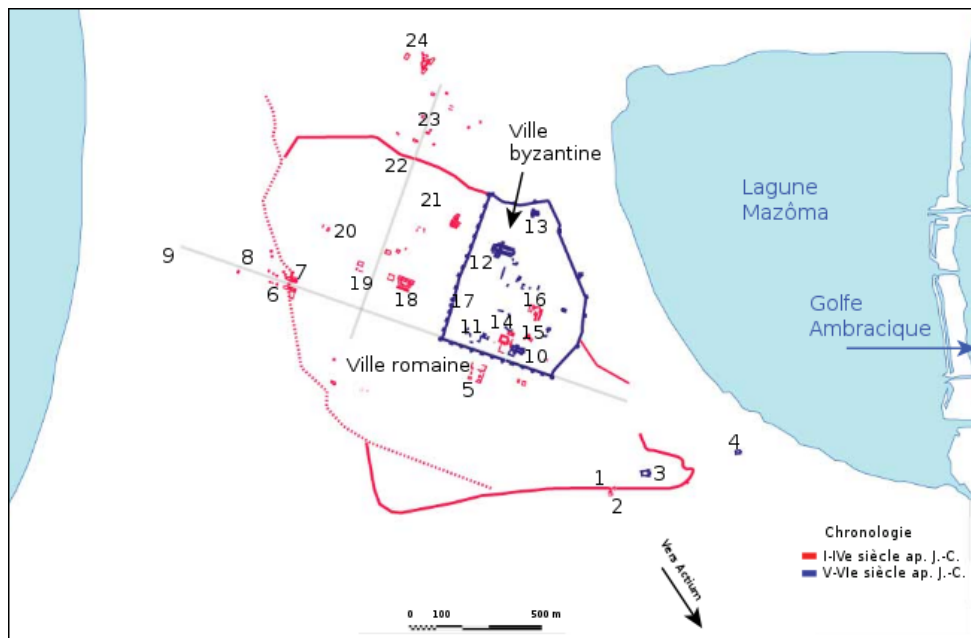 24
23
Ville
byzantine
22
Lagune
Mazôma
21
13
20
9
8
7
12
6
19
18
17
16
Golfe
Ambracique
11
14
15
10
Ville romaine
5
4
1
3
2
Chronologie
I-IVe siècle ap. J.-C.
V-VIe siècle ap. J.-C.
Vers Actium
0 100 500 m